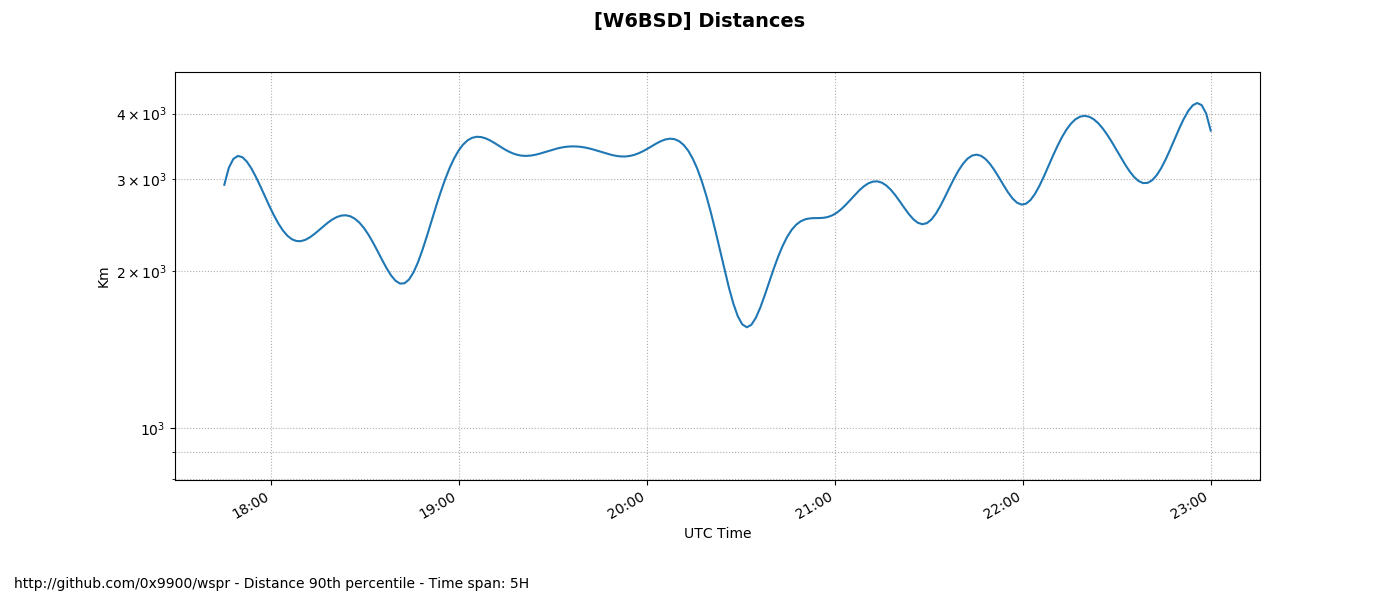 [W6BSD] Distances
4 × 10³
3 × 10³
2 × 10³
10³
Km
18:00
19:00
20:00
21:00
22:00
23:00
UTC Time
http://github.com/0x9900/wspr - Distance 90th percentile - Time span: 5H